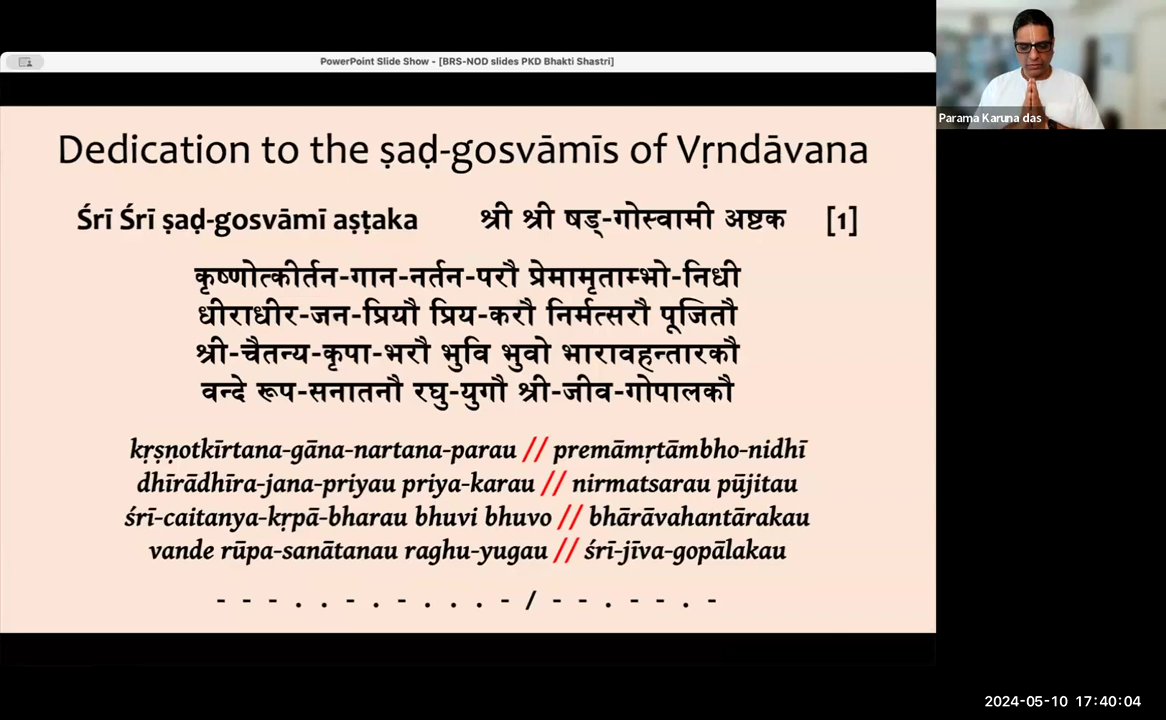 PowerPoint Slide Show - [BRS-NOD slides PKD Bhakti Shastri]
Parama Karuna das
Dedication to the ṣaḍ-gosvāmīs of Vṛndāvana
Śrī Śrī ṣaḍ-gosvāmī aṣṭaka श्री श्री षड्-गोस्वामी अष्टक [1]
कृष्णोत्कीर्तन-गान-नर्तन-परौ प्रेमामृताम्भो-निधी
धीराधीर-जन-प्रियौ प्रिय-करौ निर्मत्सरौ पूजितौ
श्री-चैतन्य-कृपा-भरौ भुवि भुवो भारावहन्तारकौ
वन्दे रूप-सनातनौ रघु-युगौ श्री-जीव-गोपालकौ
kṛṣṇotkīrtana-gāna-nartana-parau // premāmṛtāmbho-nidhī
dhīrādhīra-jana-priyau priya-karau // nirmatsarau pūjitau
śrī-caitanya-kṛpā-bharau bhuvi bhuvo // bhārāvahantārakau
vande rūpa-sanātanau raghu-yugau // śrī-jīva-gopālakau
- - - . . - . - . . . - / - - . - - . -
2024-05-10 17:40:04